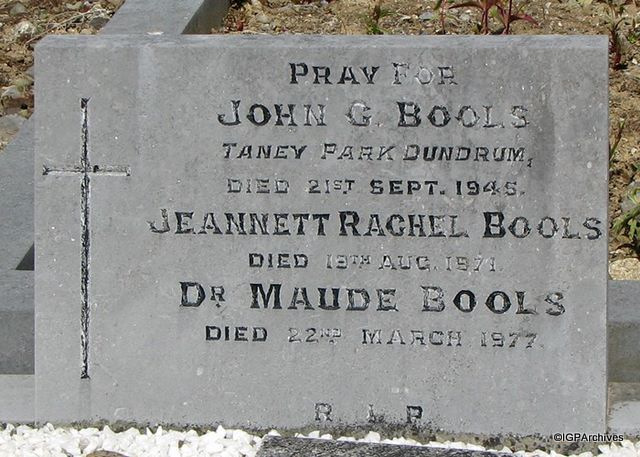 PRAY FOR
JOHN G. BOOLS
TANEY PARK DUNDRUM,
DIED 21ST SEPT. 1945.
JEANNETT RACHEL BOOLS
DIED 19TH AUG. 1971.
DR MAUDE BOOLS
DIED 22ND MARCH 1977.
R I P
©IGPArchives